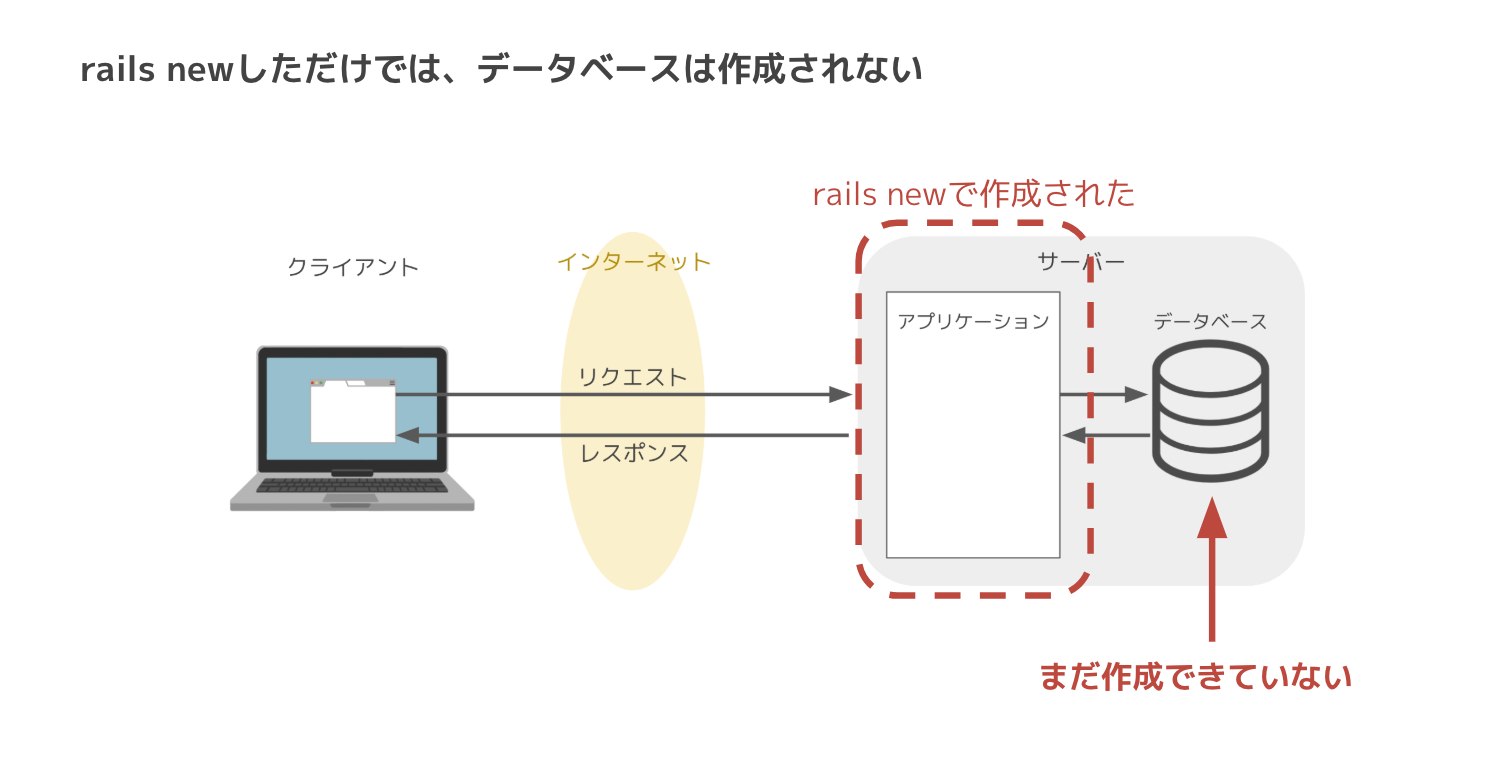 rails newしただけでは、データベースは作成されない
rails newで作成された
クライアント
インターネット
サーバー
アプリケーション
データベース
リクエスト
レスポンス
まだ作成できていない